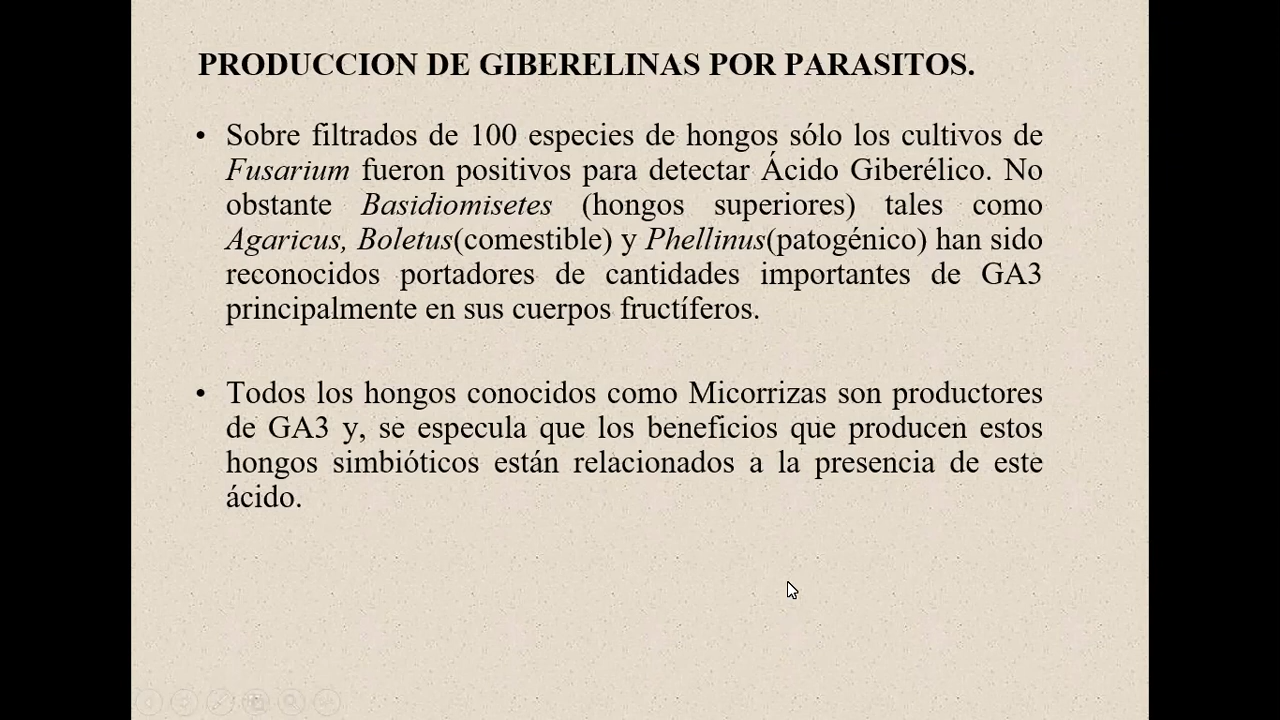 PRODUCCION DE GIBERELINAS POR PARASITOS.
• Sobre filtrados de 100 especies de hongos sólo los cultivos de
Fusarium fueron positivos para detectar Ácido Giberélico. No
obstante Basidiomisetes (hongos superiores) tales como
Agaricus, Boletus(comestible) y Phellinus(patogénico) han sido
reconocidos portadores de cantidades importantes de GA3
principalmente en sus cuerpos fructíferos.
• Todos los hongos conocidos como Micorrizas son productores
de GA3 y, se especula que los beneficios que producen estos
hongos simbióticos están relacionados a la presencia de este
ácido.